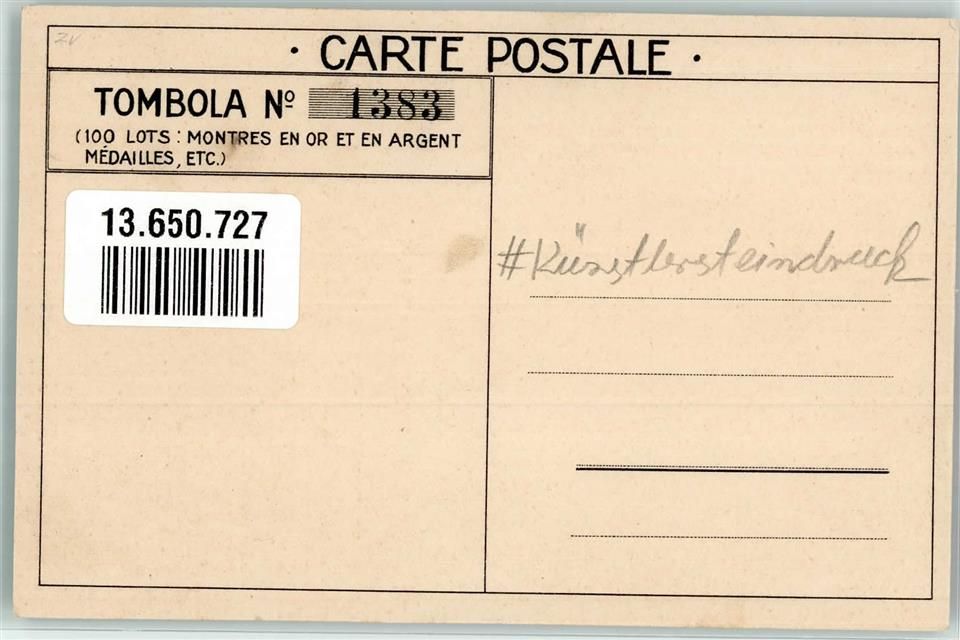 · CARTE POSTALE ·
TOMBOLA Nº 1383
(100 LOTS: MONTRES EN OR ET EN ARGENT
MÉDAILLES, ETC.)
13.650.727
#Künstlersteindruck